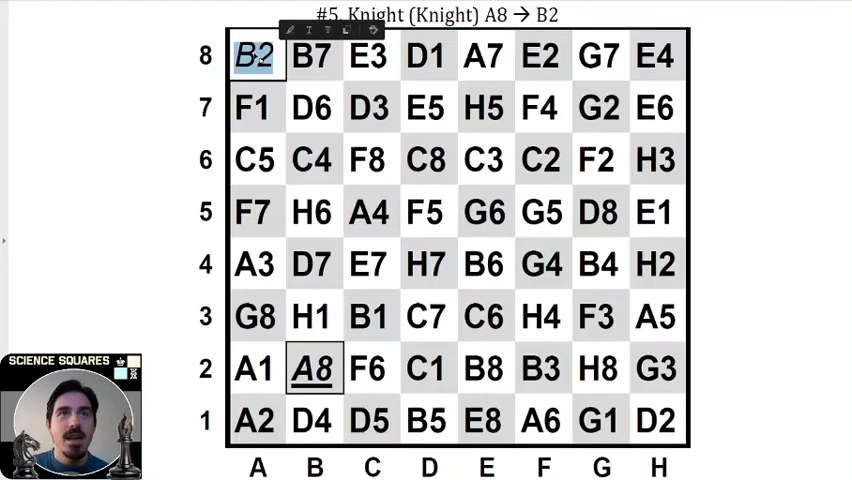 #5. Knight (Knight) A8 → B2
8 B2 B7 E3 D1 A7 E2 G7 E4
7 F1 D6 D3 E5 H5 F4 G2 E6
6 C5 C4 F8 C8 C3 C2 F2 H3
5 F7 H6 A4 F5 G6 G5 D8 E1
4 A3 D7 E7 H7 B6 G4 B4 H2
3 G8 H1 B1 C7 C6 H4 F3 A5
2 A1 A8 F6 C1 B8 B3 H8 G3
1 A2 D4 D5 B5 E8 A6 G1 D2
A B C D E F G H
SCIENCE SQUARES